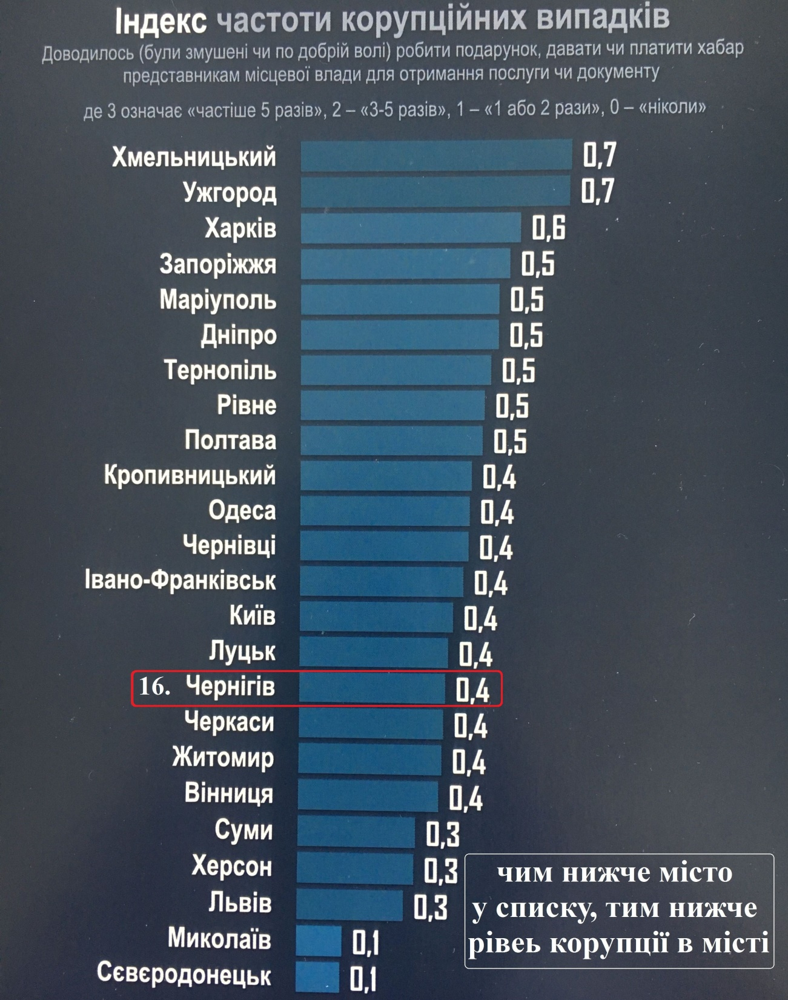 Індекс частоти корупційних випадків
Доводилось (були змушені чи по добрій волі) робити подарунок, давати чи платити хабар
представникам місцевої влади для отримання послуги чи документу
де 3 означає «частіше 5 разів», 2 – «3-5 разів», 1 – «1 або 2 рази», 0 – «ніколи»
Хмельницький 0,7
Ужгород 0,7
Харків 0,6
Запоріжжя 0,5
Маріуполь 0,5
Дніпро 0,5
Тернопіль 0,5
Рівне 0,5
Полтава 0,5
Кропивницький 0,4
Одеса 0,4
Чернівці 0,4
Івано-Франківськ 0,4
Київ 0,4
Луцьк 0,4
16. Чернігів 0,4
Черкаси 0,4
Житомир 0,4
Вінниця 0,4
Суми 0,3
Херсон 0,3
Львів 0,3
Миколаїв 0,1
Сєвєродонецьк 0,1
чим нижче місто
у списку, тим нижче
рівеь корупції в місті